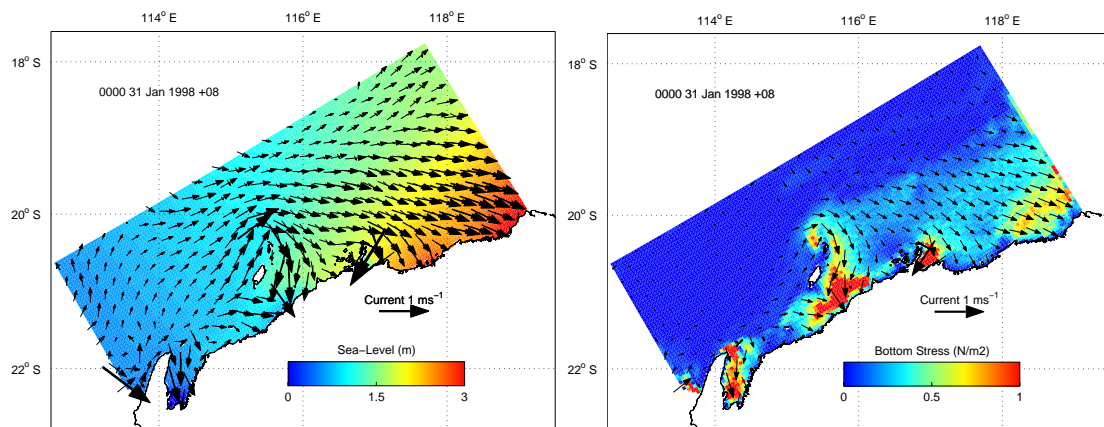 114° E 116° E 118° E
18° S
0000 31 Jan 1998 +08
20° S
Current 1 ms⁻¹
Sea−Level (m)
22° S
0 1.5 3
114° E 116° E 118° E
18° S
0000 31 Jan 1998 +08
20° S
Current 1 ms⁻¹
Bottom Stress (N/m2)
22° S
0 0.5 1